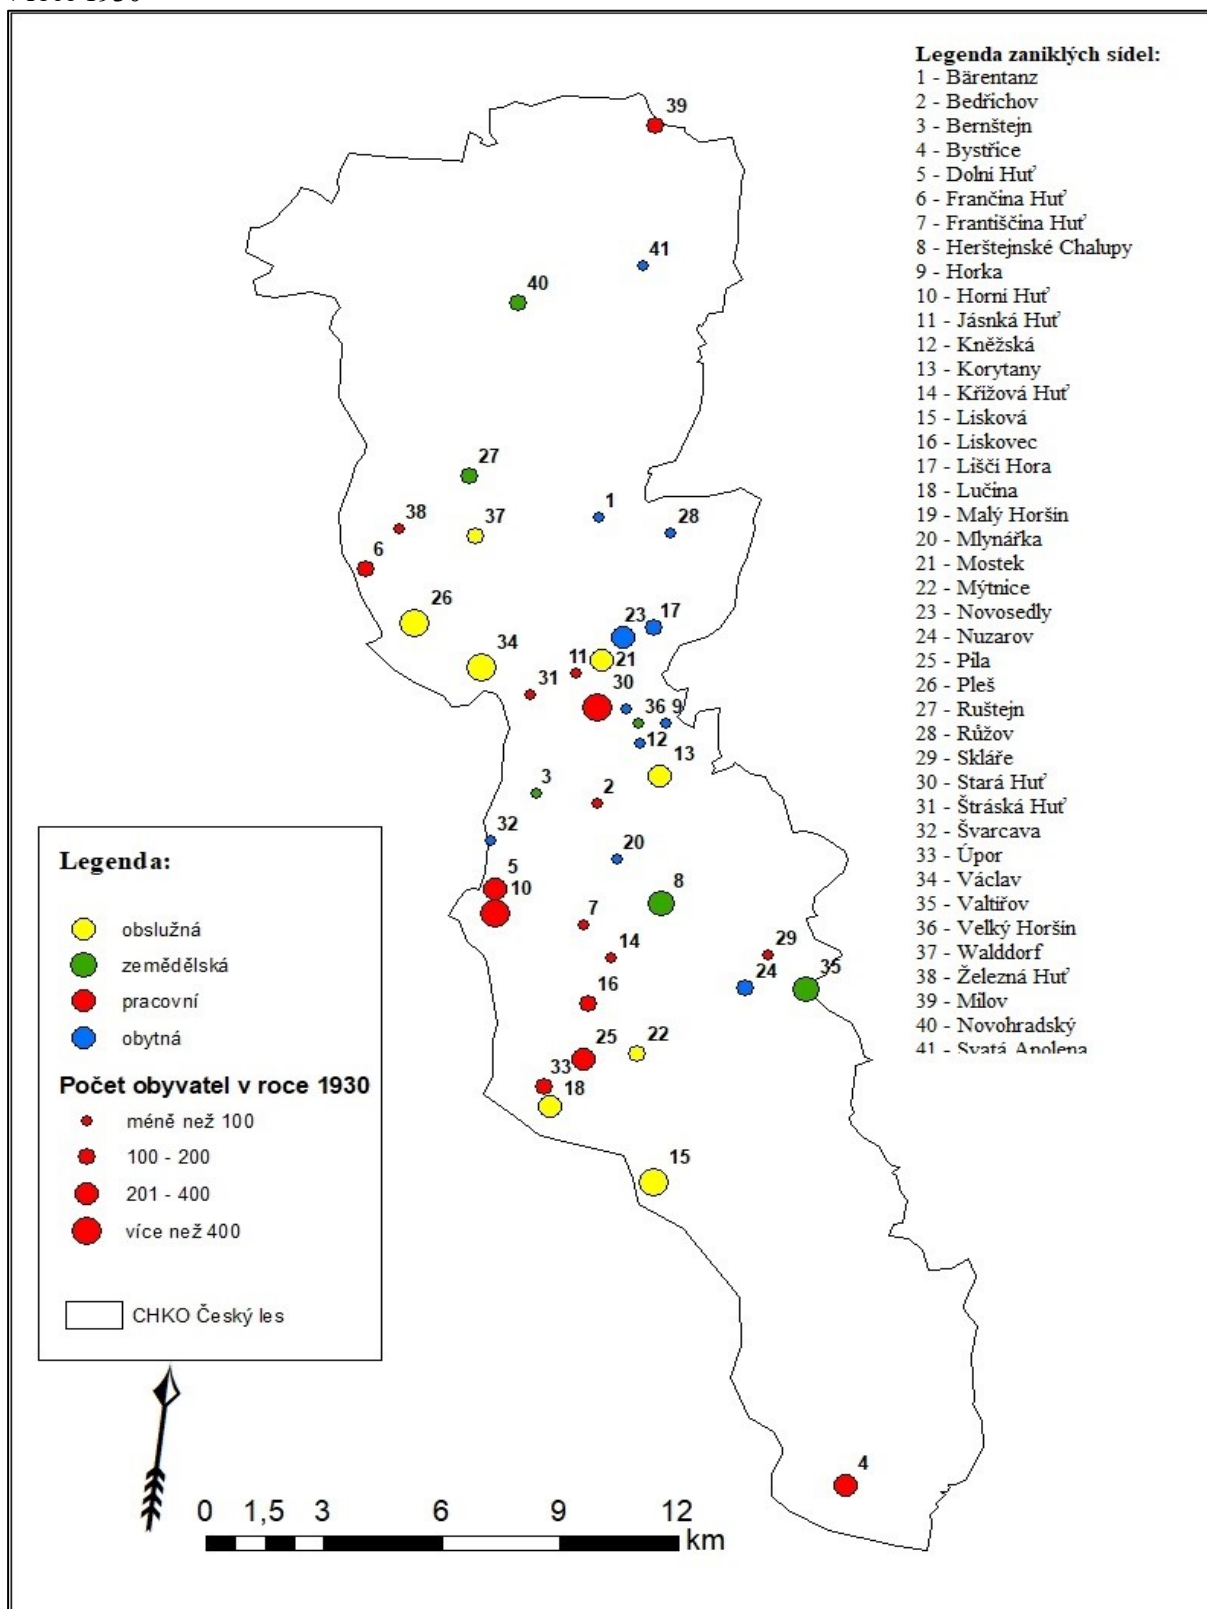 v roce 1930
Legenda zaniklých sídel:
1 - Bärentanz
2 - Bedřichov
3 - Bernštejn
4 - Bystřice
5 - Dolní Huť
6 - Frančina Huť
7 - Františčina Huť
8 - Herštejnské Chalupy
9 - Horka
10 - Horní Huť
11 - Jásnká Huť
12 - Kněžská
13 - Korytany
14 - Křížová Huť
15 - Lísková
16 - Lískovec
17 - Liščí Hora
18 - Lučina
19 - Malý Horšín
20 - Mlynářka
21 - Mostek
22 - Mýtnice
23 - Novosedly
24 - Nuzarov
25 - Pila
26 - Pleš
27 - Ruštejn
28 - Růžov
29 - Skláře
30 - Stará Huť
31 - Štráská Huť
32 - Švarcava
33 - Úpor
34 - Václav
35 - Valtířov
36 - Velký Horšín
37 - Walddorf
38 - Železná Huť
39 - Milov
40 - Novohradský
41 - Svatá Apolena
39
41
40
27
38
37
1
28
6
26
23
17
34
11
21
31
30
36
9
12
13
3
2
32
20
5
10
8
7
14
29
24
35
16
25
22
33
18
15
4
Legenda:
obslužná
zemědělská
pracovní
obytná
Počet obyvatel v roce 1930
méně než 100
100 - 200
201 - 400
více než 400
CHKO Český les
0 1,5 3 6 9 12
km